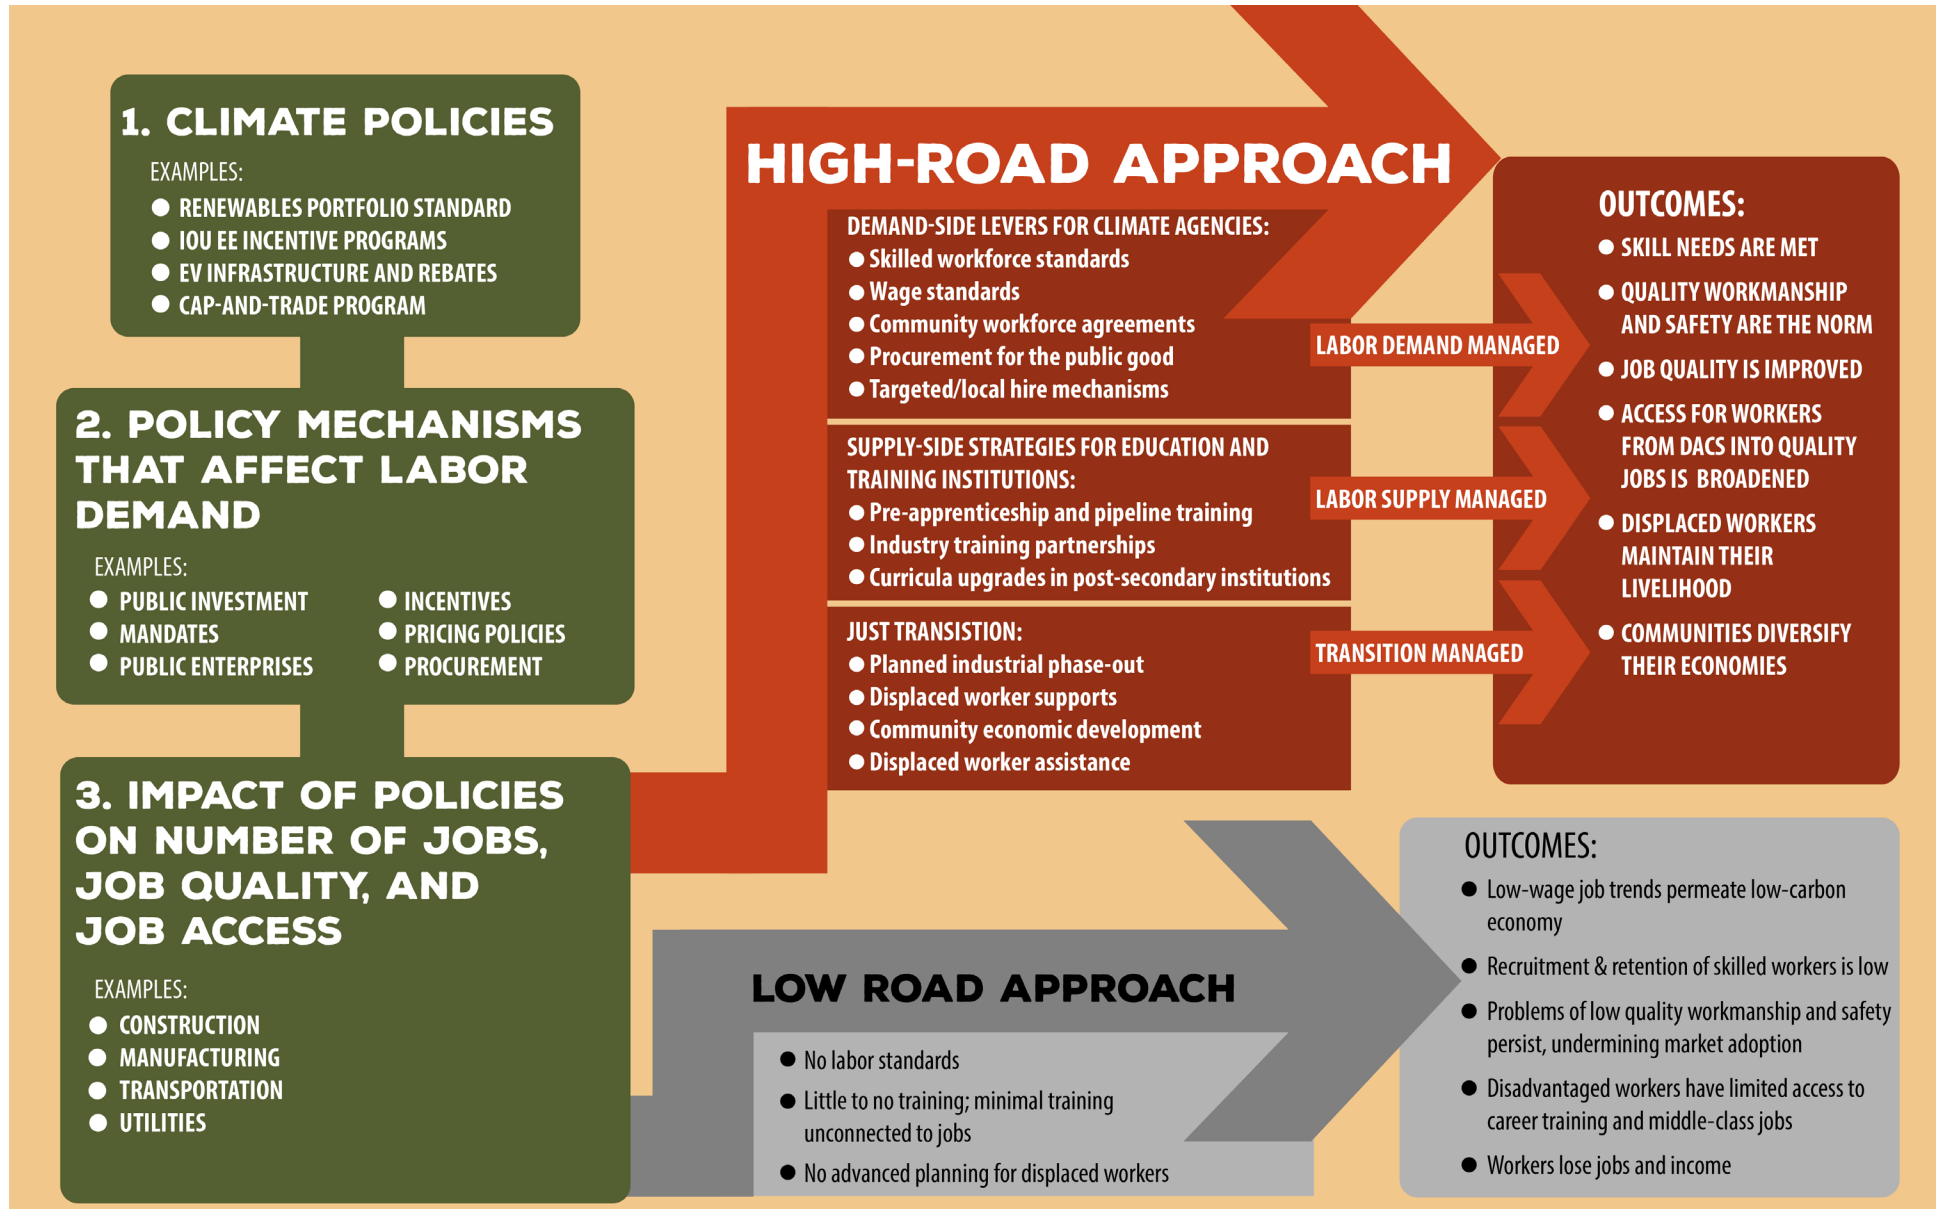 1. CLIMATE POLICIES
EXAMPLES:
● RENEWABLES PORTFOLIO STANDARD
● IOU EE INCENTIVE PROGRAMS
● EV INFRASTRUCTURE AND REBATES
● CAP-AND-TRADE PROGRAM
2. POLICY MECHANISMS
THAT AFFECT LABOR
DEMAND
EXAMPLES:
● PUBLIC INVESTMENT
● MANDATES
● PUBLIC ENTERPRISES
● INCENTIVES
● PRICING POLICIES
● PROCUREMENT
3. IMPACT OF POLICIES
ON NUMBER OF JOBS,
JOB QUALITY, AND
JOB ACCESS
EXAMPLES:
● CONSTRUCTION
● MANUFACTURING
● TRANSPORTATION
● UTILITIES
HIGH-ROAD APPROACH
DEMAND-SIDE LEVERS FOR CLIMATE AGENCIES:
● Skilled workforce standards
● Wage standards
● Community workforce agreements
● Procurement for the public good
● Targeted/local hire mechanisms
LABOR DEMAND MANAGED
SUPPLY-SIDE STRATEGIES FOR EDUCATION AND
TRAINING INSTITUTIONS:
● Pre-apprenticeship and pipeline training
● Industry training partnerships
● Curricula upgrades in post-secondary institutions
LABOR SUPPLY MANAGED
JUST TRANSISTION:
● Planned industrial phase-out
● Displaced worker supports
● Community economic development
● Displaced worker assistance
TRANSITION MANAGED
OUTCOMES:
● SKILL NEEDS ARE MET
● QUALITY WORKMANSHIP
AND SAFETY ARE THE NORM
● JOB QUALITY IS IMPROVED
● ACCESS FOR WORKERS
FROM DACS INTO QUALITY
JOBS IS BROADENED
● DISPLACED WORKERS
MAINTAIN THEIR
LIVELIHOOD
● COMMUNITIES DIVERSIFY
THEIR ECONOMIES
LOW ROAD APPROACH
● No labor standards
● Little to no training; minimal training
unconnected to jobs
● No advanced planning for displaced workers
OUTCOMES:
● Low-wage job trends permeate low-carbon
economy
● Recruitment & retention of skilled workers is low
● Problems of low quality workmanship and safety
persist, undermining market adoption
● Disadvantaged workers have limited access to
career training and middle-class jobs
● Workers lose jobs and income